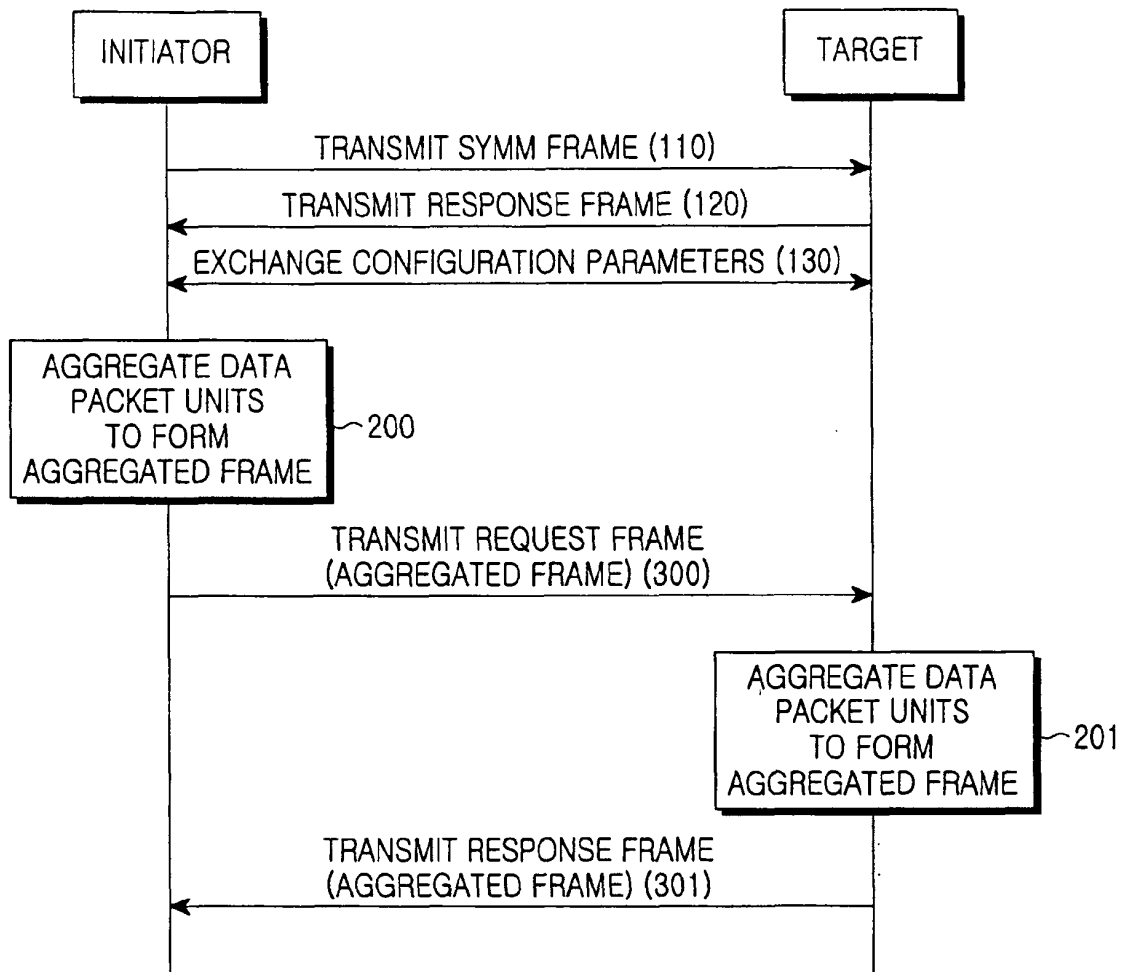 INITIATOR
TARGET
TRANSMIT SYMM FRAME (110)
TRANSMIT RESPONSE FRAME (120)
EXCHANGE CONFIGURATION PARAMETERS (130)
AGGREGATE DATA
PACKET UNITS
TO FORM
AGGREGATED FRAME
200
TRANSMIT REQUEST FRAME
(AGGREGATED FRAME) (300)
AGGREGATE DATA
PACKET UNITS
TO FORM
AGGREGATED FRAME
201
TRANSMIT RESPONSE FRAME
(AGGREGATED FRAME) (301)